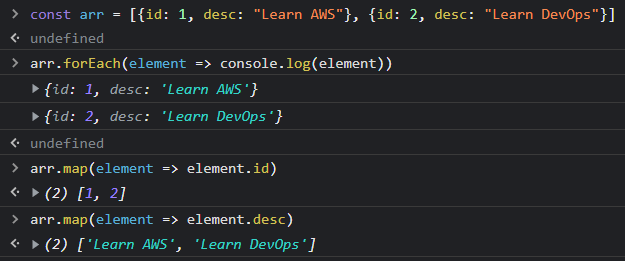 > const arr = [{id: 1, desc: "Learn AWS"}, {id: 2, desc: "Learn DevOps"}]
undefined
> arr.forEach(element => console.log(element))
▶ {id: 1, desc: 'Learn AWS'}
▶ {id: 2, desc: 'Learn DevOps'}
undefined
> arr.map(element => element.id)
▶ (2) [1, 2]
> arr.map(element => element.desc)
▶ (2) ['Learn AWS', 'Learn DevOps']